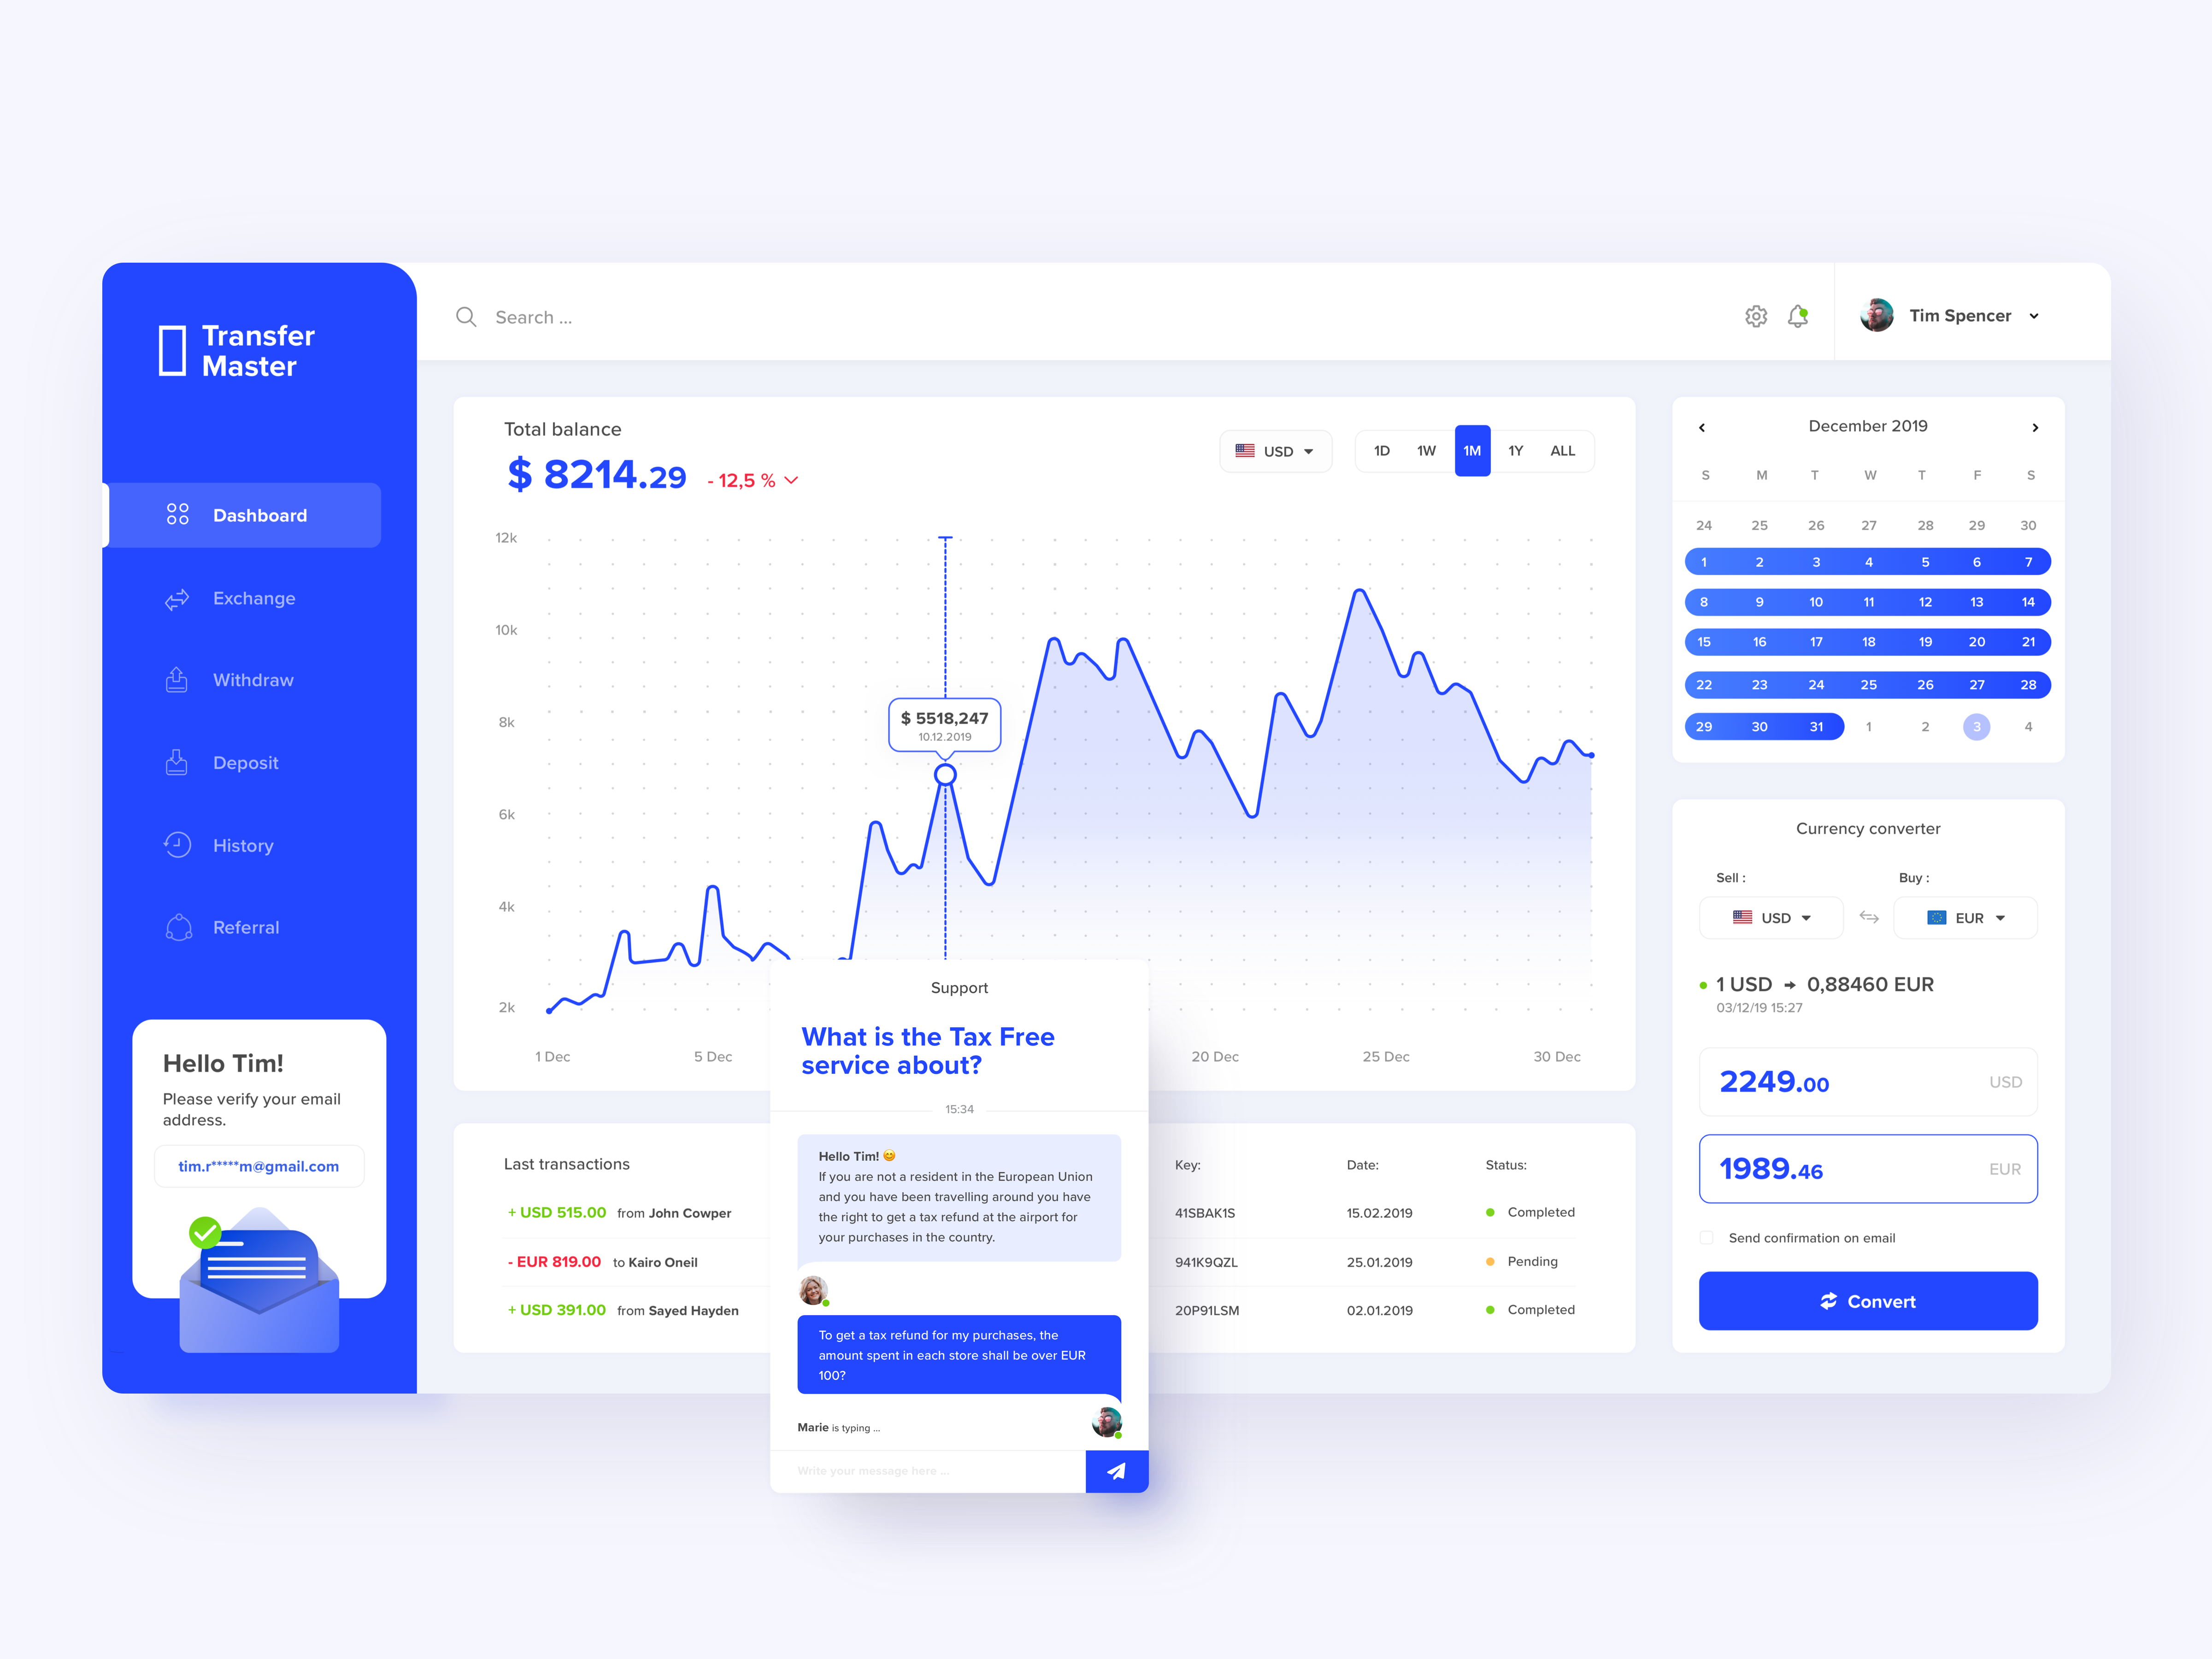 Transfer
Master
Search ...
Tim Spencer
Dashboard
Exchange
Withdraw
Deposit
History
Referral
Hello Tim!
Please verify your email
address.
tim.r*****m@gmail.com
Total balance
$ 8214.29 - 12,5 %
USD
1D 1W 1M 1Y ALL
12k
10k
8k
6k
4k
2k
$ 5518,247
10.12.2019
1 Dec 5 Dec 20 Dec 25 Dec 30 Dec
Last transactions Key: Date: Status:
+ USD 515.00 from John Cowper 41SBAK1S 15.02.2019 Completed
- EUR 819.00 to Kairo Oneil 941K9QZL 25.01.2019 Pending
+ USD 391.00 from Sayed Hayden 20P91LSM 02.01.2019 Completed
Support
What is the Tax Free
service about?
15:34
Hello Tim! 😊
If you are not a resident in the European Union
and you have been travelling around you have
the right to get a tax refund at the airport for
your purchases in the country.
To get a tax refund for my purchases, the
amount spent in each store shall be over EUR
100?
Marie is typing ...
Write your message here ...
December 2019
S M T W T F S
24 25 26 27 28 29 30
1 2 3 4 5 6 7
8 9 10 11 12 13 14
15 16 17 18 19 20 21
22 23 24 25 26 27 28
29 30 31 1 2 3 4
Currency converter
Sell : Buy :
USD EUR
1 USD → 0,88460 EUR
03/12/19 15:27
2249.00 USD
1989.46 EUR
Send confirmation on email
Convert